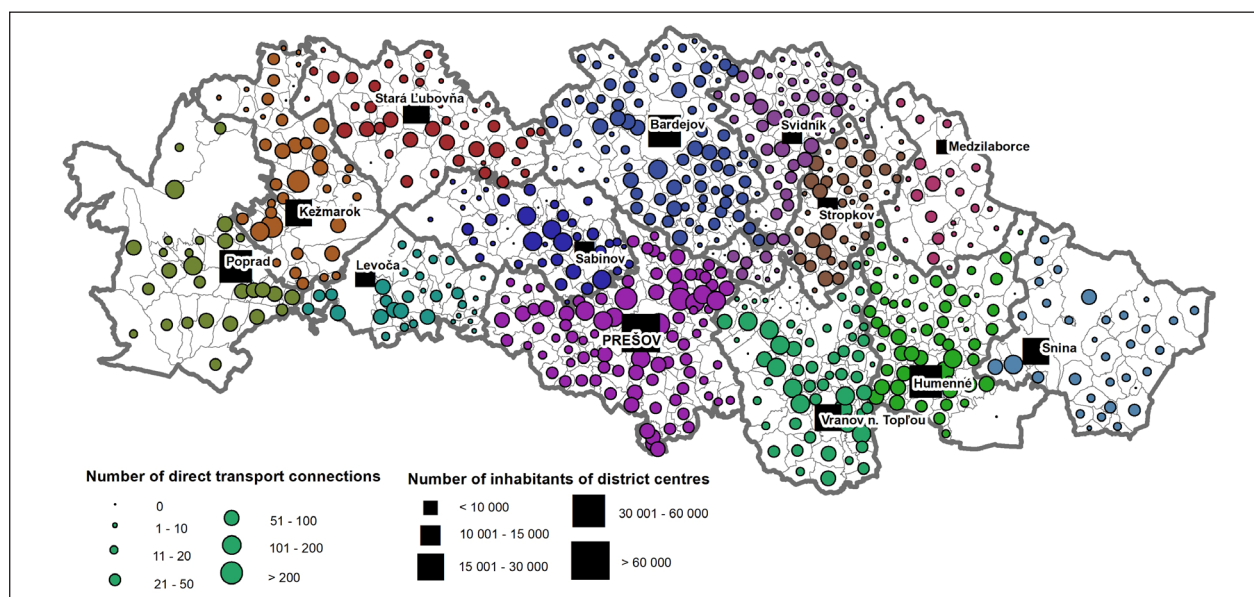 Stará Ľubovňa
Bardejov
Svidník
Medzilaborce
Kežmarok
Stropkov
Poprad
Levoča
Sabinov
PREŠOV
Snina
Humenné
Vranov n. Topľou
Number of direct transport connections
0
1 - 10
11 - 20
21 - 50
51 - 100
101 - 200
> 200
Number of inhabitants of district centres
< 10 000
10 001 - 15 000
15 001 - 30 000
30 001 - 60 000
> 60 000